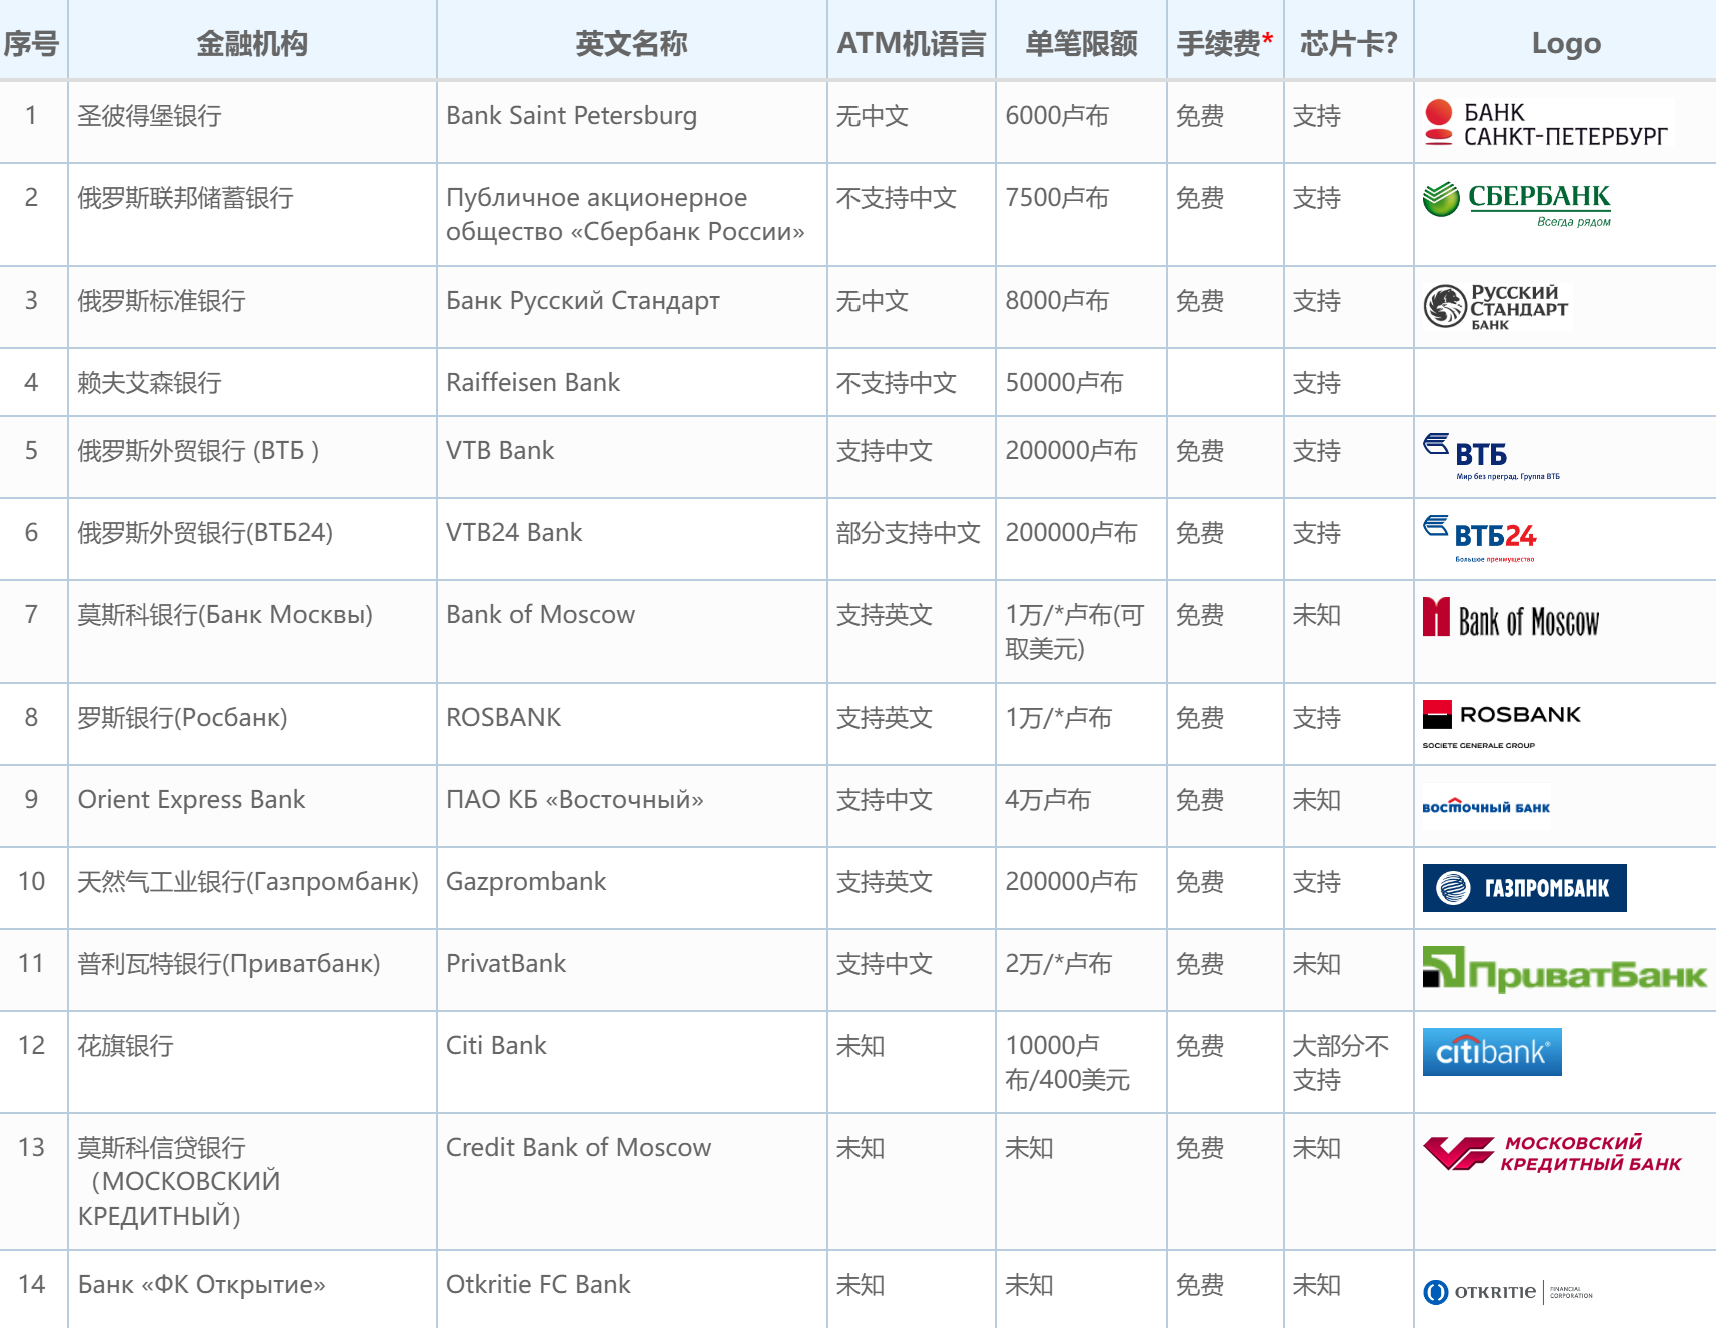 序号 金融机构 英文名称 ATM机语言 单笔限额 手续费* 芯片卡? Logo
1 圣彼得堡银行 Bank Saint Petersburg 无中文 6000卢布 免费 支持 БАНК
САНКТ-ПЕТЕРБУРГ
2 俄罗斯联邦储蓄银行 Публичное акционерное 不支持中文 7500卢布 免费 支持 СБЕРБАНК
общество «Сбербанк России» Всегда рядом
3 俄罗斯标准银行 Банк Русский Стандарт 无中文 8000卢布 免费 支持 РУССКИЙ
СТАНДАРТ
БАНК
4 赖夫艾森银行 Raiffeisen Bank 不支持中文 50000卢布 支持
5 俄罗斯外贸银行 (ВТБ ) VTB Bank 支持中文 200000卢布 免费 支持 ВТБ
Мир без преград. Группа ВТБ
6 俄罗斯外贸银行(ВТБ24) VTB24 Bank 部分支持中文 200000卢布 免费 支持 ВТБ24
Большое преимущество
7 莫斯科银行(Банк Москвы) Bank of Moscow 支持英文 1万/*卢布(可 免费 未知 Bank of Moscow
取美元)
8 罗斯银行(Росбанк) ROSBANK 支持英文 1万/*卢布 免费 支持 ROSBANK
SOCIETE GENERALE GROUP
9 Orient Express Bank ПАО КБ «Восточный» 支持中文 4万卢布 免费 未知 ВОСТОЧНЫЙ БАНК
10 天然气工业银行(Газпромбанк) Gazprombank 支持英文 200000卢布 免费 支持 ГАЗПРОМБАНК
11 普利瓦特银行(Приватбанк) PrivatBank 支持中文 2万/*卢布 免费 未知 ПриватБанк
12 花旗银行 Citi Bank 未知 10000卢 免费 大部分不 citibank®
布/400美元 支持
13 莫斯科信贷银行 Credit Bank of Moscow 未知 未知 免费 未知 МОСКОВСКИЙ
（МОСКОВСКИЙ КРЕДИТНЫЙ БАНК
КРЕДИТНЫЙ）
14 Банк «ФК Открытие» Otkritie FC Bank 未知 未知 免费 未知 OTKRITIE FINANCIAL
CORPORATION